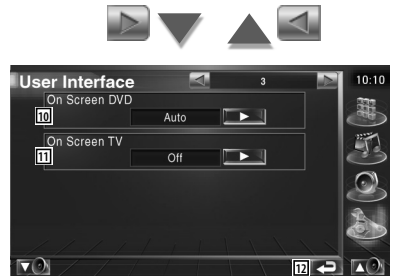 User Interface 3 10:10
On Screen DVD
10 Auto
On Screen TV
11 Off
12